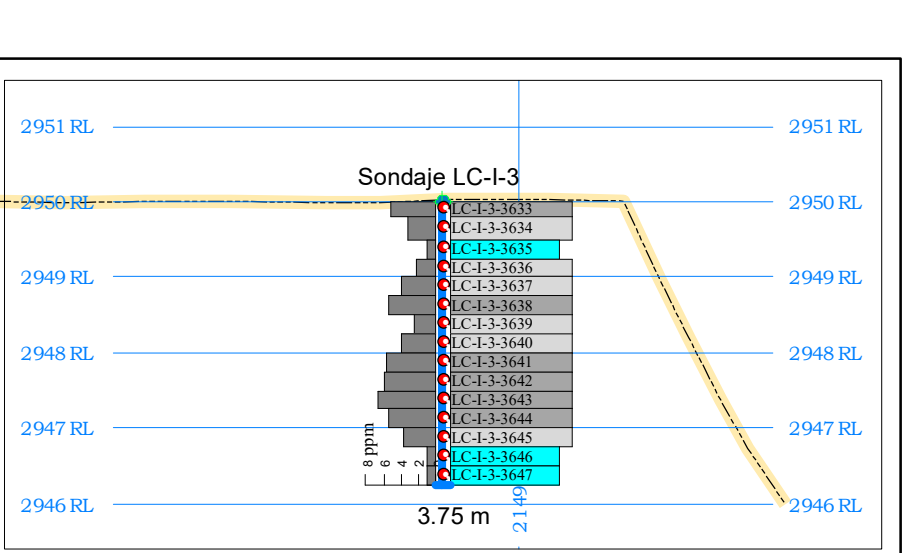 2951 RL 2951 RL
Sondaje LC-I-3
2950 RL 2950 RL
LC-I-3-3633
LC-I-3-3634
LC-I-3-3635
LC-I-3-3636
2949 RL 2949 RL
LC-I-3-3637
LC-I-3-3638
LC-I-3-3639
LC-I-3-3640
2948 RL 2948 RL
LC-I-3-3641
LC-I-3-3642
LC-I-3-3643
LC-I-3-3644
2947 RL 2947 RL
LC-I-3-3645
LC-I-3-3646
LC-I-3-3647
8 6 4 2
ppm
2946 RL 2946 RL
3.75 m
2149